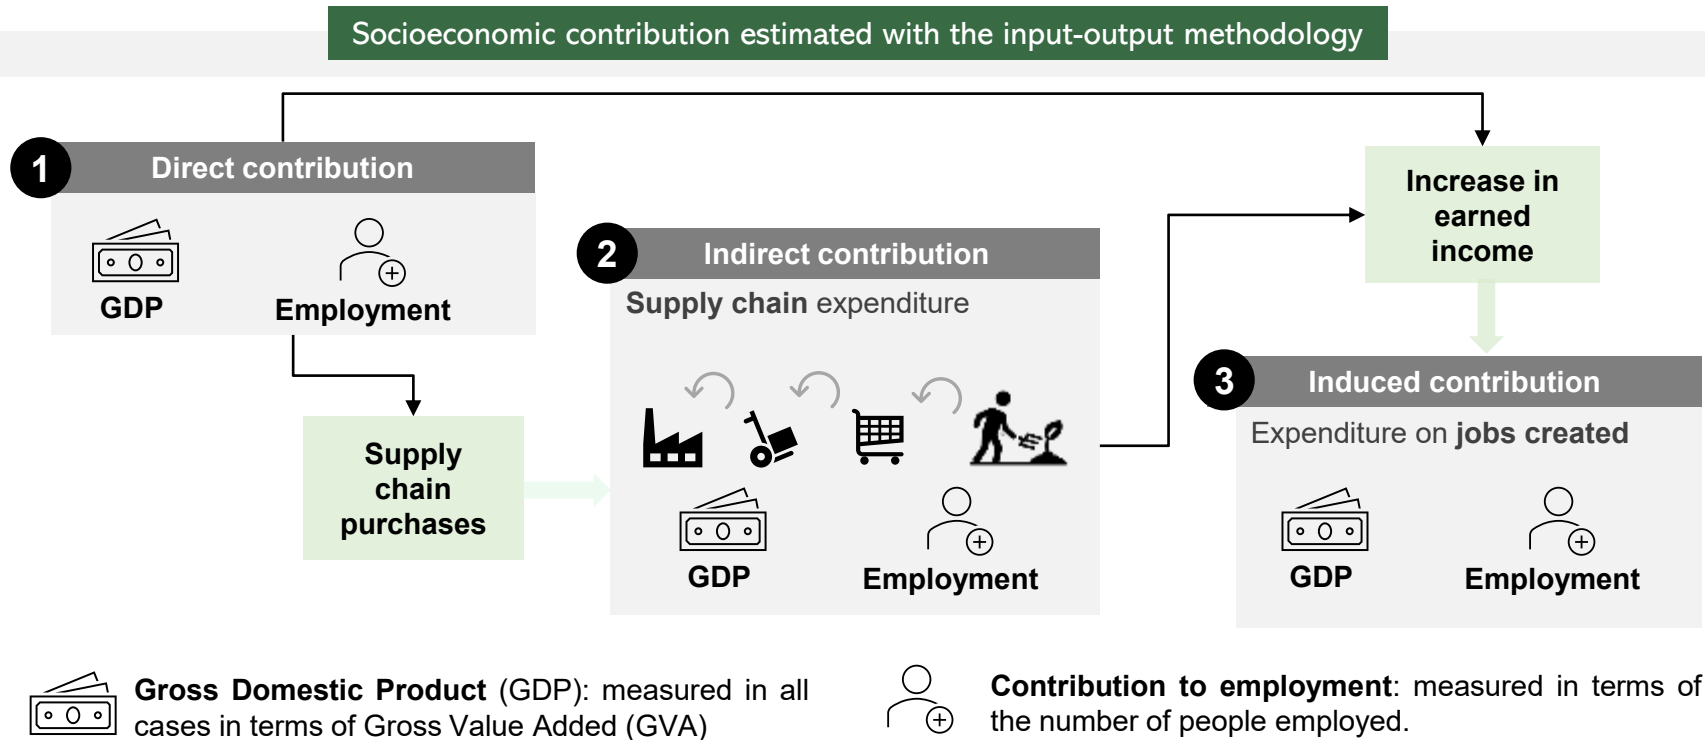 Socioeconomic contribution estimated with the input-output methodology
1
Direct contribution
GDP
Employment
Supply
chain
purchases
2
Indirect contribution
Supply chain expenditure
GDP
Employment
Increase in
earned
income
3
Induced contribution
Expenditure on jobs created
GDP
Employment
Gross Domestic Product (GDP): measured in all
cases in terms of Gross Value Added (GVA)
Contribution to employment: measured in terms of
the number of people employed.